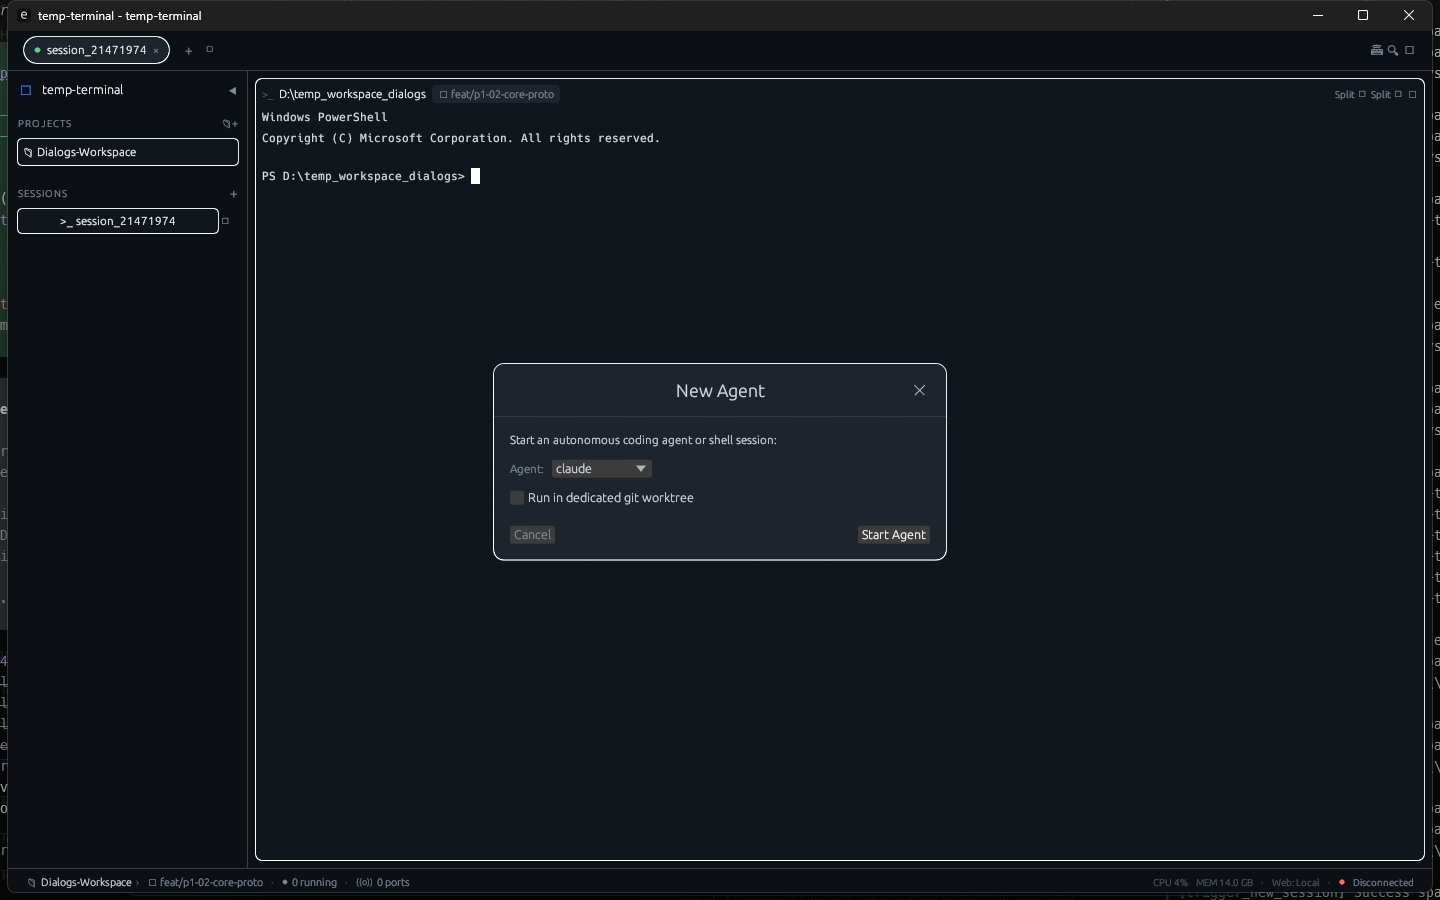 temp-terminal - temp-terminal
session_21471974 ×
temp-terminal
PROJECTS
Dialogs-Workspace
SESSIONS
>_ session_21471974
>_ D:\temp_workspace_dialogs feat/p1-02-core-proto
Split Split
Windows PowerShell
Copyright (C) Microsoft Corporation. All rights reserved.
PS D:\temp_workspace_dialogs>
New Agent
Start an autonomous coding agent or shell session:
Agent: claude
Run in dedicated git worktree
Cancel
Start Agent
Dialogs-Workspace › feat/p1-02-core-proto · ● 0 running · ((o)) 0 ports
CPU 4% MEM 14.0 GB · Web: Local · ● Disconnected